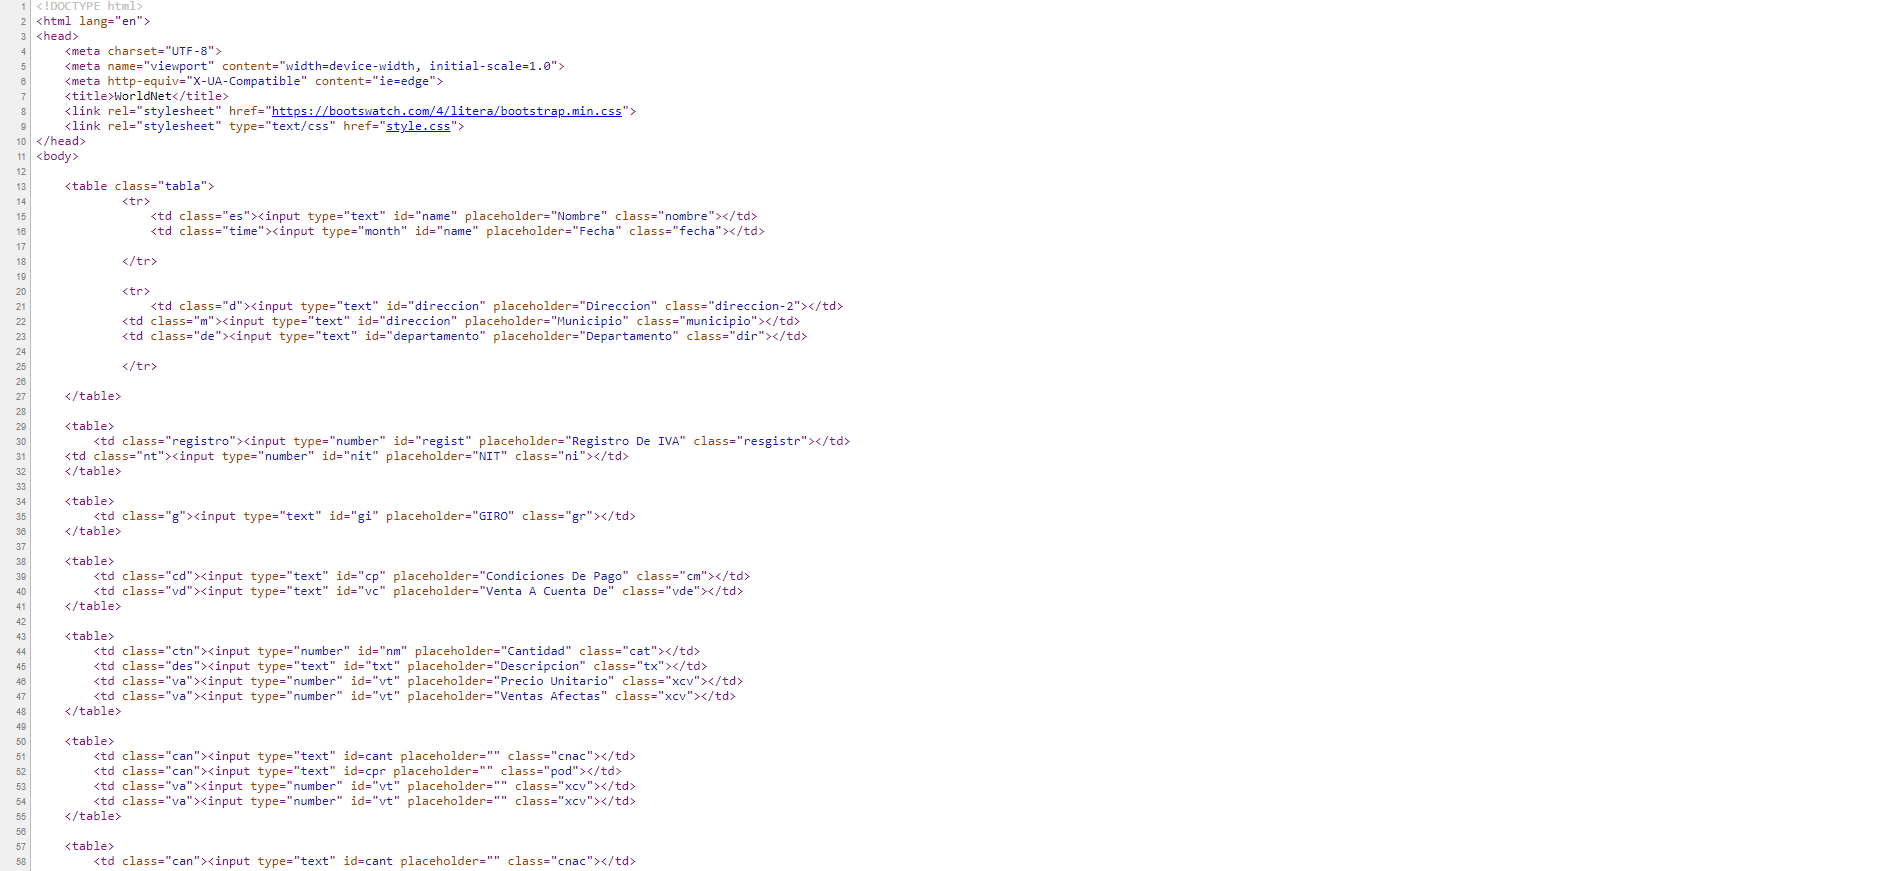 1 <!DOCTYPE html>
2 <html lang="en">
3 <head>
4     <meta charset="UTF-8">
5     <meta name="viewport" content="width=device-width, initial-scale=1.0">
6     <meta http-equiv="X-UA-Compatible" content="ie=edge">
7     <title>WorldNet</title>
8     <link rel="stylesheet" href="https://bootswatch.com/4/litera/bootstrap.min.css">
9     <link rel="stylesheet" type="text/css" href="style.css">
10 </head>
11 <body>
12
13     <table class="tabla">
14             <tr>
15                 <td class="es"><input type="text" id="name" placeholder="Nombre" class="nombre"></td>
16                 <td class="time"><input type="month" id="name" placeholder="Fecha" class="fecha"></td>
17
18             </tr>
19
20             <tr>
21                 <td class="d"><input type="text" id="direccion" placeholder="Direccion" class="direccion-2"></td>
22             <td class="m"><input type="text" id="direccion" placeholder="Municipio" class="municipio"></td>
23             <td class="de"><input type="text" id="departamento" placeholder="Departamento" class="dir"></td>
24
25             </tr>
26
27     </table>
28
29     <table>
30         <td class="registro"><input type="number" id="regist" placeholder="Registro De IVA" class="resgistr"></td>
31     <td class="nt"><input type="number" id="nit" placeholder="NIT" class="ni"></td>
32     </table>
33
34     <table>
35         <td class="g"><input type="text" id="gi" placeholder="GIRO" class="gr"></td>
36     </table>
37
38     <table>
39         <td class="cd"><input type="text" id="cp" placeholder="Condiciones De Pago" class="cm"></td>
40         <td class="vd"><input type="text" id="vc" placeholder="Venta A Cuenta De" class="vde"></td>
41     </table>
42
43     <table>
44         <td class="ctn"><input type="number" id="nm" placeholder="Cantidad" class="cat"></td>
45         <td class="des"><input type="text" id="txt" placeholder="Descripcion" class="tx"></td>
46         <td class="va"><input type="number" id="vt" placeholder="Precio Unitario" class="xcv"></td>
47         <td class="va"><input type="number" id="vt" placeholder="Ventas Afectas" class="xcv"></td>
48     </table>
49
50     <table>
51         <td class="can"><input type="text" id=cant placeholder="" class="cnac"></td>
52         <td class="can"><input type="text" id=cpr placeholder="" class="pod"></td>
53         <td class="va"><input type="number" id="vt" placeholder="" class="xcv"></td>
54         <td class="va"><input type="number" id="vt" placeholder="" class="xcv"></td>
55     </table>
56
57     <table>
58         <td class="can"><input type="text" id=cant placeholder="" class="cnac"></td>